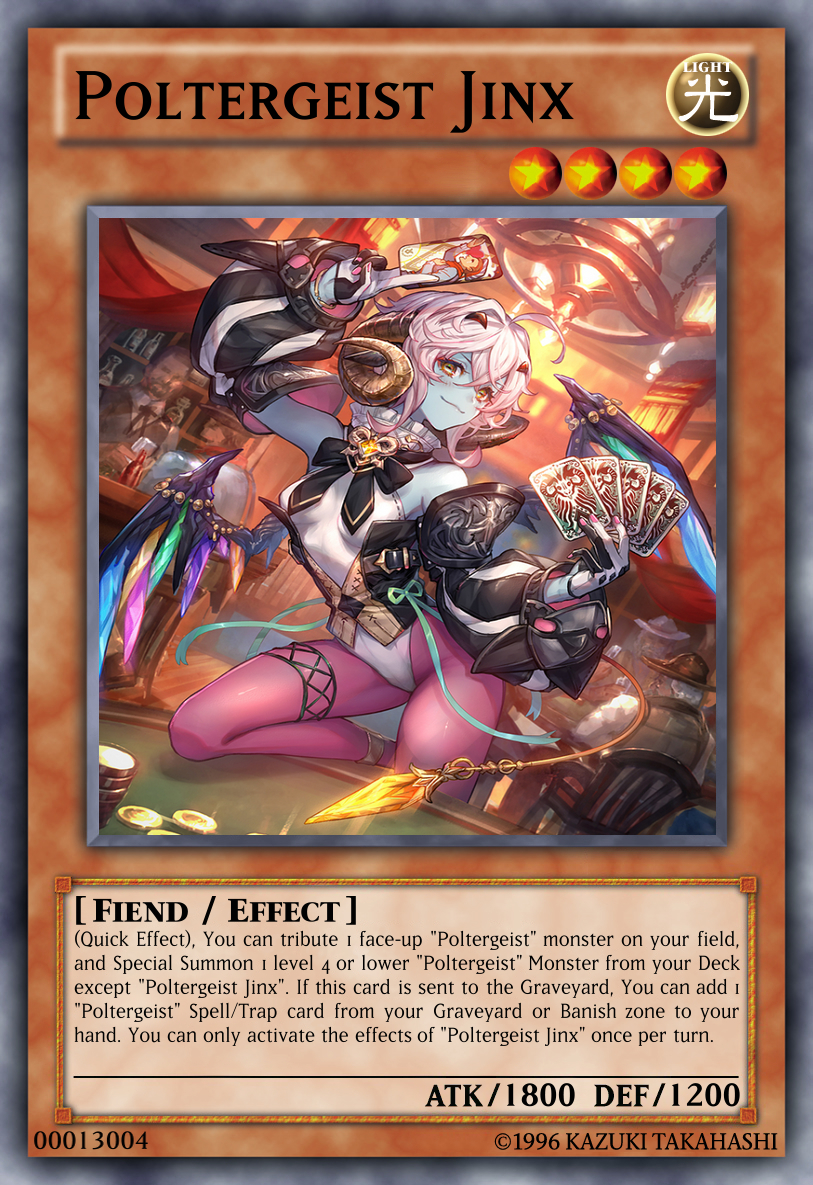 Poltergeist Jinx
LIGHT
光
[ Fiend / Effect ]
(Quick Effect), You can tribute 1 face-up "Poltergeist" monster on your field,
and Special Summon 1 level 4 or lower "Poltergeist" Monster from your Deck
except "Poltergeist Jinx". If this card is sent to the Graveyard, You can add 1
"Poltergeist" Spell/Trap card from your Graveyard or Banish zone to your
hand. You can only activate the effects of "Poltergeist Jinx" once per turn.
ATK/1800 DEF/1200
00013004
©1996 KAZUKI TAKAHASHI